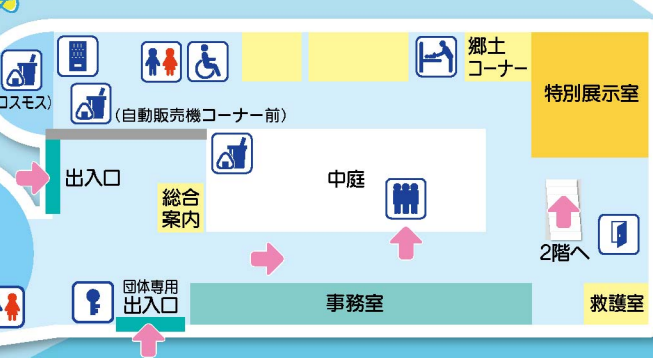 郷土
コーナー
特別展示室
コスモス)
(自動販売機コーナー前)
出入口
総合
案内
中庭
2階へ
団体専用
出入口
事務室
救護室